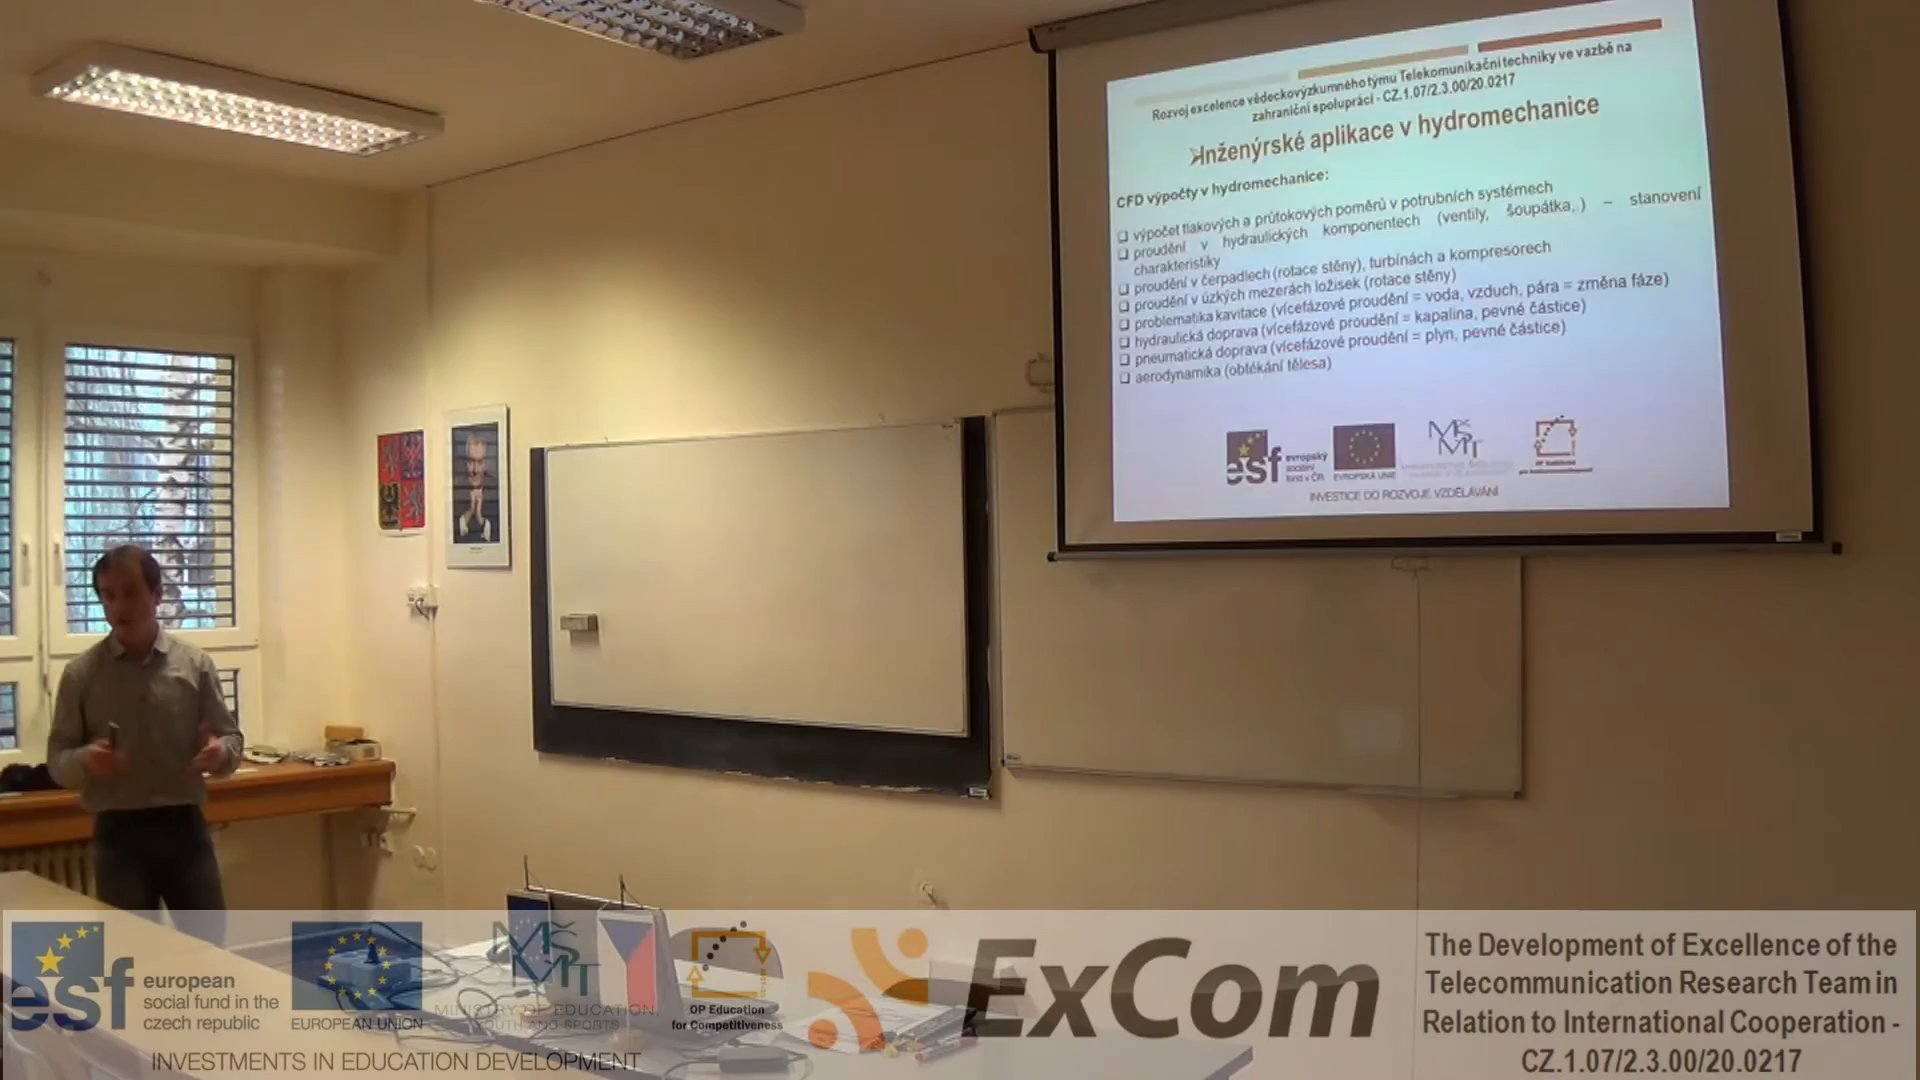 Rozvoj excelence vědeckovýzkumného týmu Telekomunikační techniky ve vazbě na
zahraniční spolupráci - CZ.1.07/2.3.00/20.0217
Inženýrské aplikace v hydromechanice
CFD výpočty v hydromechanice:
výpočet tlakových a průtokových poměrů v potrubních systémech
proudění v hydraulických komponentech (ventily, šoupátka,.) – stanovení
charakteristiky
proudění v čerpadlech (rotace stěny), turbínách a kompresorech
proudění v úzkých mezerách ložisek (rotace stěny)
problematika kavitace (vícefázové proudění = voda, vzduch, pára = změna fáze)
hydraulická doprava (vícefázové proudění = kapalina, pevné částice)
pneumatická doprava (vícefázové proudění = plyn, pevné částice)
aerodynamika (obtékání tělesa)
esf evropský
sociální
fond v ČR
EVROPSKÁ UNIE
MŠMT
OP Vzdělávání
INVESTICE DO ROZVOJE VZDĚLÁVÁNÍ
esf european
social fund in the
czech republic
EUROPEAN UNION
MŠMT
MINISTRY OF EDUCATION,
YOUTH AND SPORTS
OP Education
for Competitiveness
INVESTMENTS IN EDUCATION DEVELOPMENT
ExCom
The Development of Excellence of the
Telecommunication Research Team in
Relation to International Cooperation -
CZ.1.07/2.3.00/20.0217